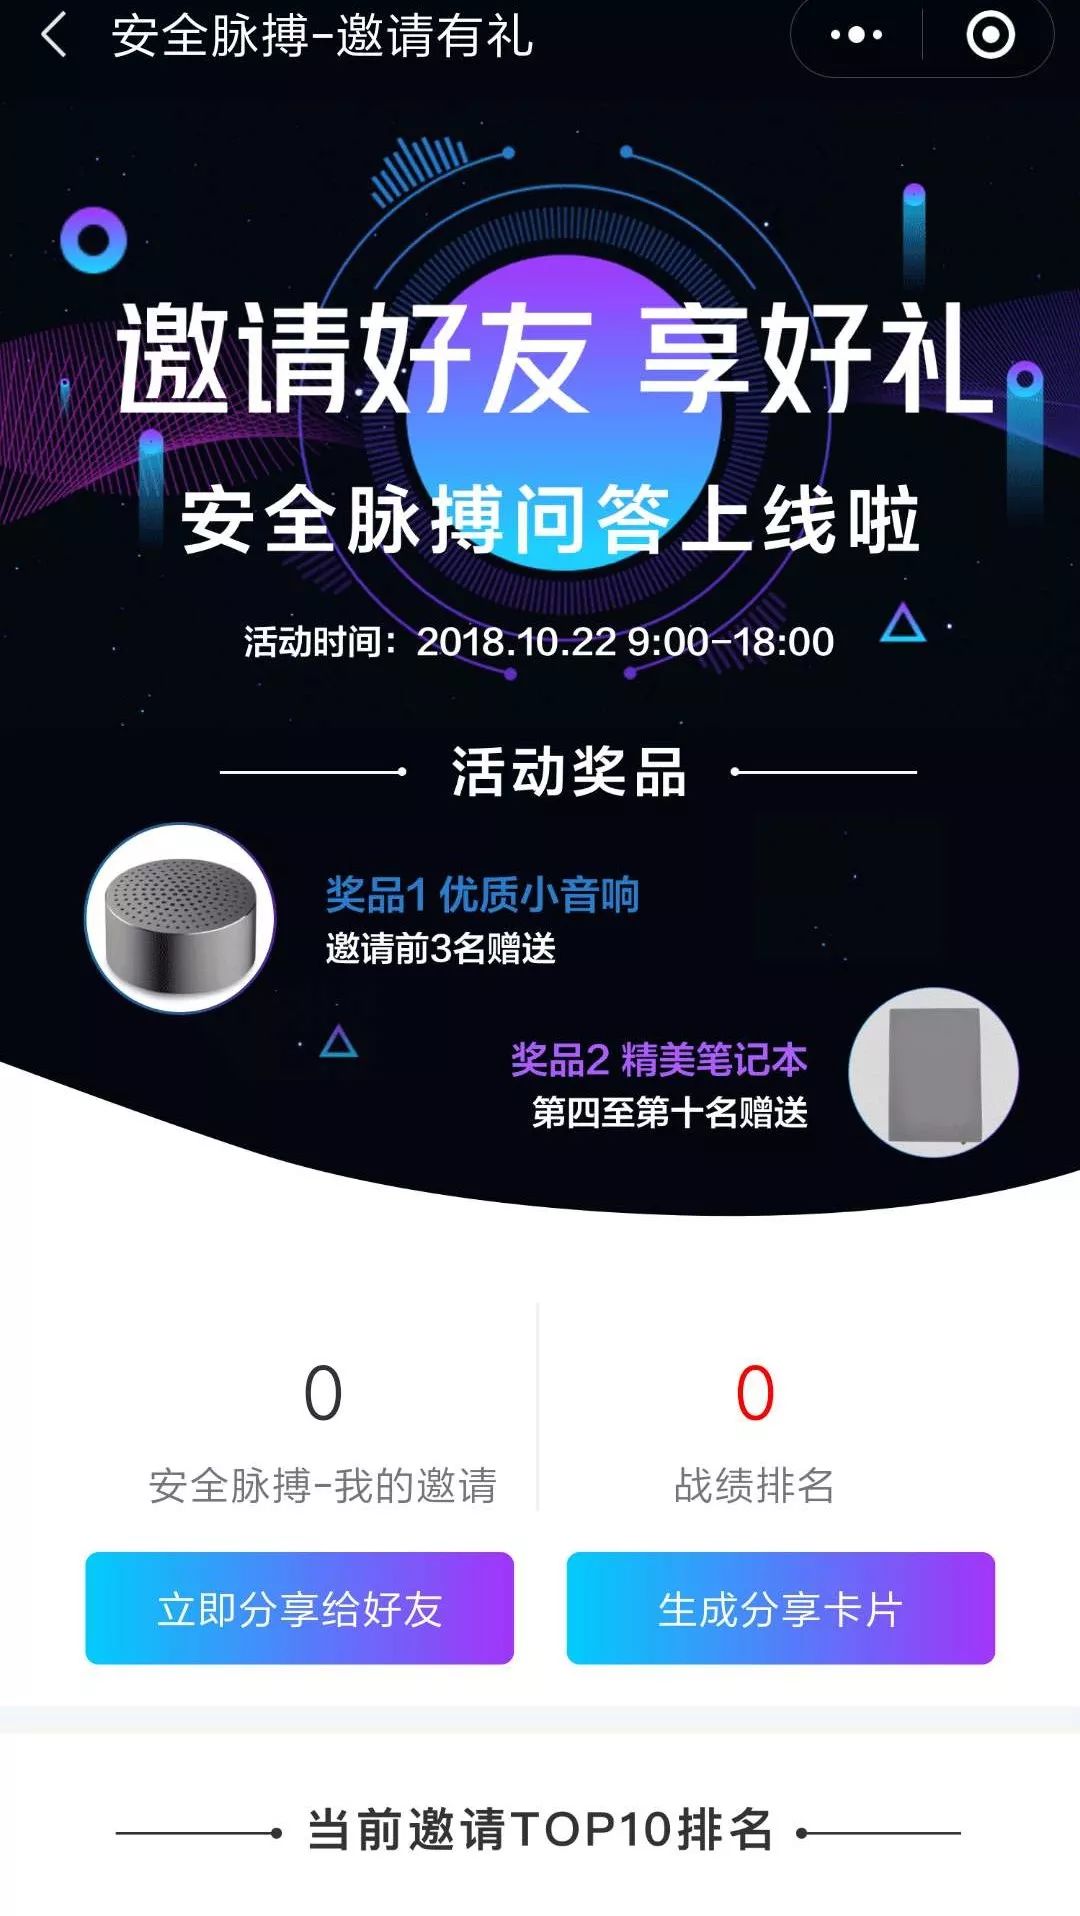 安全脉搏-邀请有礼
邀请好友 享好礼
安全脉搏问答上线啦
活动时间：2018.10.22 9:00-18:00
活动奖品
奖品1 优质小音响
邀请前3名赠送
奖品2 精美笔记本
第四至第十名赠送
0
安全脉搏-我的邀请
0
战绩排名
立即分享给好友
生成分享卡片
当前邀请TOP10排名